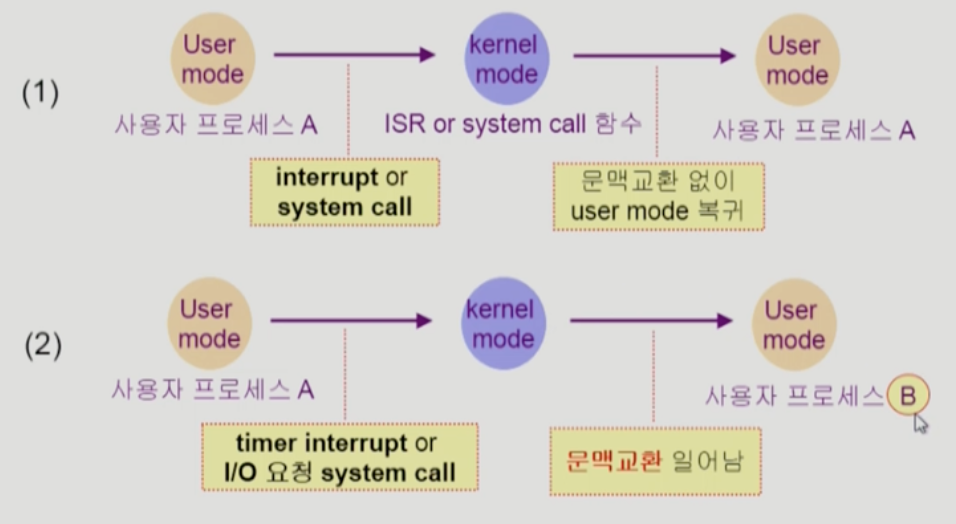 User
mode
kernel
mode
User
mode
(1)
사용자 프로세스 A
ISR or system call 함수
사용자 프로세스 A
interrupt or
system call
문맥교환 없이
user mode 복귀
User
mode
kernel
mode
User
mode
(2)
사용자 프로세스 A
사용자 프로세스 B
timer interrupt or
I/O 요청 system call
문맥교환 일어남